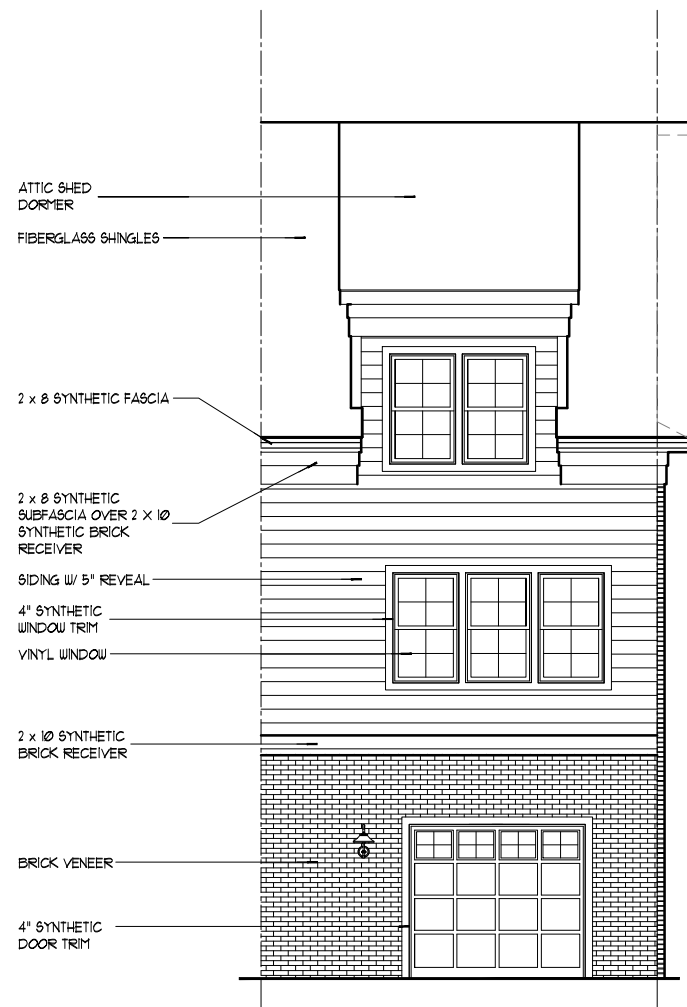 ATTIC SHED
DORMER
FIBERGLASS SHINGLES
2 x 8 SYNTHETIC FASCIA
2 x 8 SYNTHETIC
SUBFASCIA OVER 2 X 10
SYNTHETIC BRICK
RECEIVER
SIDING W/ 5" REVEAL
4" SYNTHETIC
WINDOW TRIM
VINYL WINDOW
2 x 10 SYNTHETIC
BRICK RECEIVER
BRICK VENEER
4" SYNTHETIC
DOOR TRIM